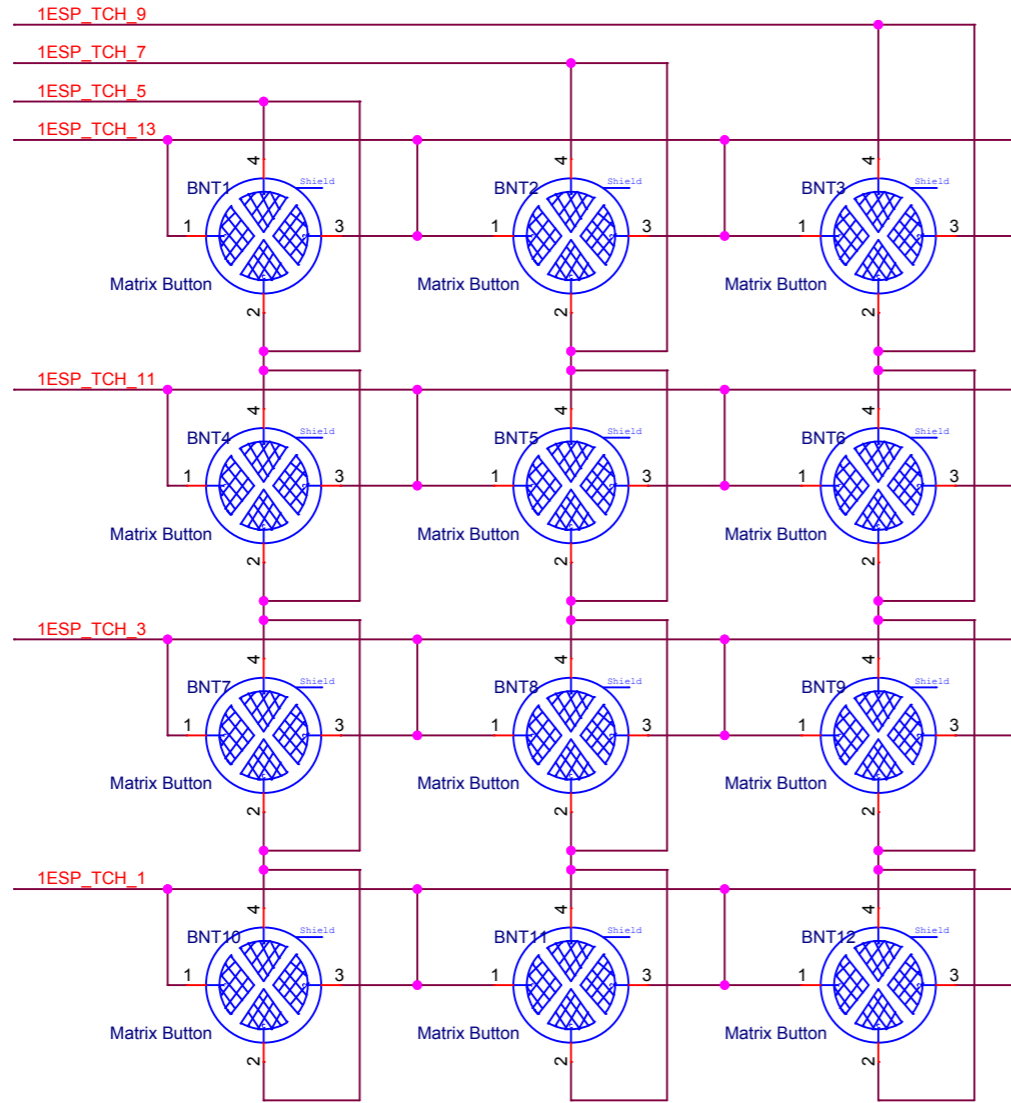 1ESP_TCH_9
1ESP_TCH_7
1ESP_TCH_5
1ESP_TCH_13
4 4 4
BNT1 Shield BNT2 Shield BNT3 Shield
1 3 1 3 1 3
Matrix Button Matrix Button Matrix Button
2 2 2
1ESP_TCH_11
4 4 4
BNT4 Shield BNT5 Shield BNT6 Shield
1 3 1 3 1 3
Matrix Button Matrix Button Matrix Button
2 2 2
1ESP_TCH_3
4 4 4
BNT7 Shield BNT8 Shield BNT9 Shield
1 3 1 3 1 3
Matrix Button Matrix Button Matrix Button
2 2 2
1ESP_TCH_1
4 4 4
BNT10 Shield BNT11 Shield BNT12 Shield
1 3 1 3 1 3
Matrix Button Matrix Button Matrix Button
2 2 2